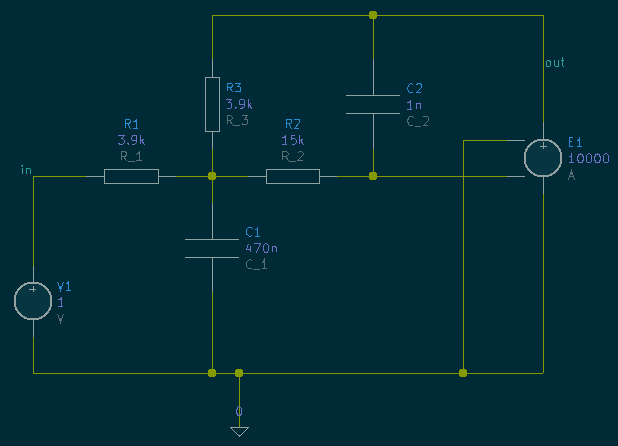 out
R3
3.9k
R_3
C2
1n
C_2
R1
3.9k
R_1
R2
15k
R_2
E1
10000
A
in
C1
470n
C_1
V1
1
V
0